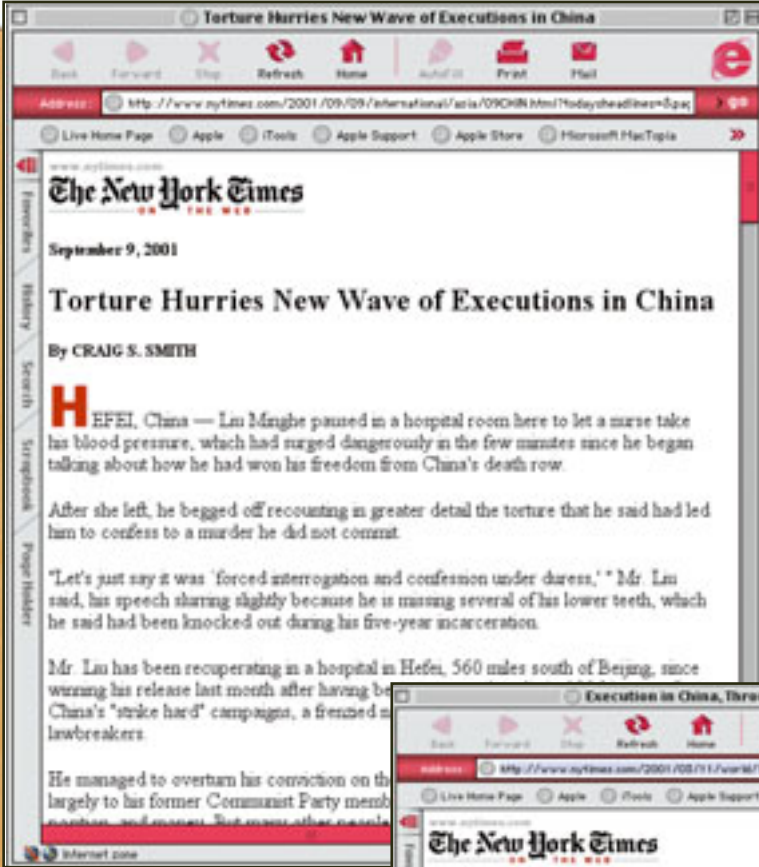 Torture Hurries New Wave of Executions in China
Back Forward Stop Refresh Home AutoFill Print Mail
Address: http://www.nytimes.com/2001/09/09/international/asia/09CHIN.html?todaysheadlines=&pag go
Live Home Page Apple iTools Apple Support Apple Store Microsoft MacTopia
Favorites
History
Search
Scrapbook
Page Holder
www.nytimes.com
The New York Times
ON THE WEB
September 9, 2001
Torture Hurries New Wave of Executions in China
By CRAIG S. SMITH
HEFEI, China — Liu Minghe paused in a hospital room here to let a nurse take
his blood pressure, which had surged dangerously in the few minutes since he began
talking about how he had won his freedom from China's death row.
After she left, he begged off recounting in greater detail the torture that he said had led
him to confess to a murder he did not commit.
"Let's just say it was `forced interrogation and confession under duress,' " Mr. Liu
said, his speech slurring slightly because he is missing several of his lower teeth, which
he said had been knocked out during his five-year incarceration.
Mr. Liu has been recuperating in a hospital in Hefei, 560 miles south of Beijing, since
winning his release last month after having be
China's "strike hard" campaigns, a frenzied n
lawbreakers.
He managed to overturn his conviction on th
largely to his former Communist Party memb
position, and money. But many other people
Internet zone
Execution in China, Thro
Back Forward Stop Refresh Home
Address: http://www.nytimes.com/2001/03/11/world/
Live Home Page Apple iTools Apple Support
www.nytimes.com
The New York Times
ON THE WEB